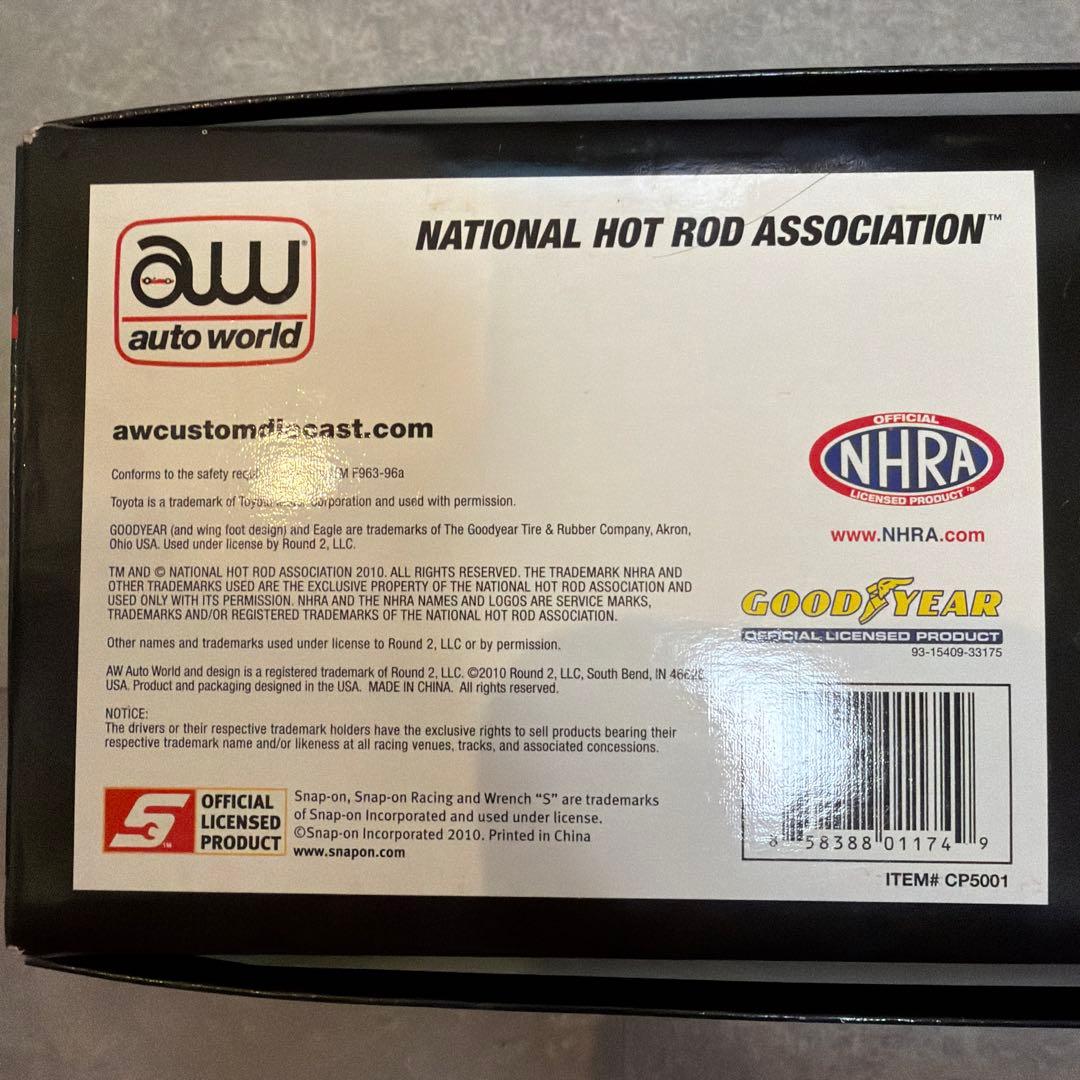 aw®
auto world
NATIONAL HOT ROD ASSOCIATION™
awcustomdiecast.com
Conforms to the safety F963-96a
Toyota is a trademark of Toyota Corporation and used with permission.
GOODYEAR (and wing foot design) and Eagle are trademarks of The Goodyear Tire & Rubber Company, Akron,
Ohio USA. Used under license by Round 2, LLC.
TM AND © NATIONAL HOT ROD ASSOCIATION 2010. ALL RIGHTS RESERVED. THE TRADEMARK NHRA AND
OTHER TRADEMARKS USED ARE THE EXCLUSIVE PROPERTY OF THE NATIONAL HOT ROD ASSOCIATION AND
USED ONLY WITH ITS PERMISSION. NHRA AND THE NHRA NAMES AND LOGOS ARE SERVICE MARKS,
TRADEMARKS AND/OR REGISTERED TRADEMARKS OF THE NATIONAL HOT ROD ASSOCIATION.
Other names and trademarks used under license to Round 2, LLC or by permission.
AW Auto World and design is a registered trademark of Round 2, LLC. ©2010 Round 2, LLC, South Bend, IN
USA. Product and packaging designed in the USA. MADE IN CHINA. All rights reserved.
NOTICE:
The drivers or their respective trademark holders have the exclusive rights to sell products bearing their
respective trademark name and/or likeness at all racing venues, tracks, and associated concessions.
S™
OFFICIAL
LICENSED
PRODUCT
Snap-on, Snap-on Racing and Wrench “S” are trademarks
of Snap-on Incorporated and used under license.
©Snap-on Incorporated 2010. Printed in China
www.snapon.com
OFFICIAL
NHRA
LICENSED PRODUCT™
www.NHRA.com
GOODYEAR
OFFICIAL LICENSED PRODUCT
93-15409-33175
8 58388 01174 9
ITEM# CP5001